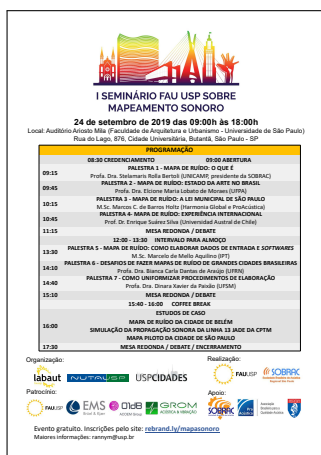 I SEMINÁRIO FAU USP SOBRE
MAPEAMENTO SONORO
24 de setembro de 2019 das 09:00h às 18:00h
Local: Auditório Ariosto Mila (Faculdade de Arquitetura e Urbanismo - Universidade de São Paulo)
Rua do Lago, 876, Cidade Universitária, Butantã, São Paulo - SP
PROGRAMAÇÃO
08:30 CREDENCIAMENTO 09:00 ABERTURA
09:15 PALESTRA 1 - MAPA DE RUÍDO: O QUE É
Profa. Dra. Stelamaris Rolla Bertoli (UNICAMP, presidente da SOBRAC)
09:45 PALESTRA 2 - MAPA DE RUÍDO: ESTADO DA ARTE NO BRASIL
Profa. Dra. Elcione Maria Lobato de Moraes (UFPA)
10:15 PALESTRA 3 - MAPA DE RUÍDO: A LEI MUNICIPAL DE SÃO PAULO
M.Sc. Marcos C. de Barros Holtz (Harmonia Global e ProAcústica)
10:45 PALESTRA 4- MAPA DE RUÍDO: EXPERIÊNCIA INTERNACIONAL
Prof. Dr. Enrique Suárez Silva (Universidad Austral de Chile)
11:15 MESA REDONDA / DEBATE
12:00 - 13:30 INTERVALO PARA ALMOÇO
13:30 PALESTRA 5 - MAPA DE RUÍDO: COMO ELABORAR DADOS DE ENTRADA E SOFTWARES
M.Sc. Marcelo de Mello Aquilino (IPT)
14:10 PALESTRA 6 - DESAFIOS DE FAZER MAPAS DE RUÍDO DE GRANDES CIDADES BRASILEIRAS
Profa. Dra. Bianca Carla Dantas de Araújo (UFRN)
14:40 PALESTRA 7 - COMO UNIFORMIZAR PROCEDIMENTOS DE ELABORAÇÃO
Profa. Dra. Dinara Xavier da Paixão (UFSM)
15:10 MESA REDONDA / DEBATE
15:40 - 16:00 COFFEE BREAK
ESTUDOS DE CASO
16:00 MAPA DE RUÍDO DA CIDADE DE BELÉM
SIMULAÇÃO DA PROPAGAÇÃO SONORA DA LINHA 13 JADE DA CPTM
MAPA PILOTO DA CIDADE DE SÃO PAULO
17:30 MESA REDONDA / DEBATE / ENCERRAMENTO
Organização: Realização:
labaut NUTAUSP USPCIDADES FAUUSP SOBRAC
Patrocínio: Apoio:
FAUUSP EMS 01dB GROM SOBRAC
Evento gratuito. Inscrições pelo site: rebrand.ly/mapasonoro
Maiores informações: rannym@usp.br